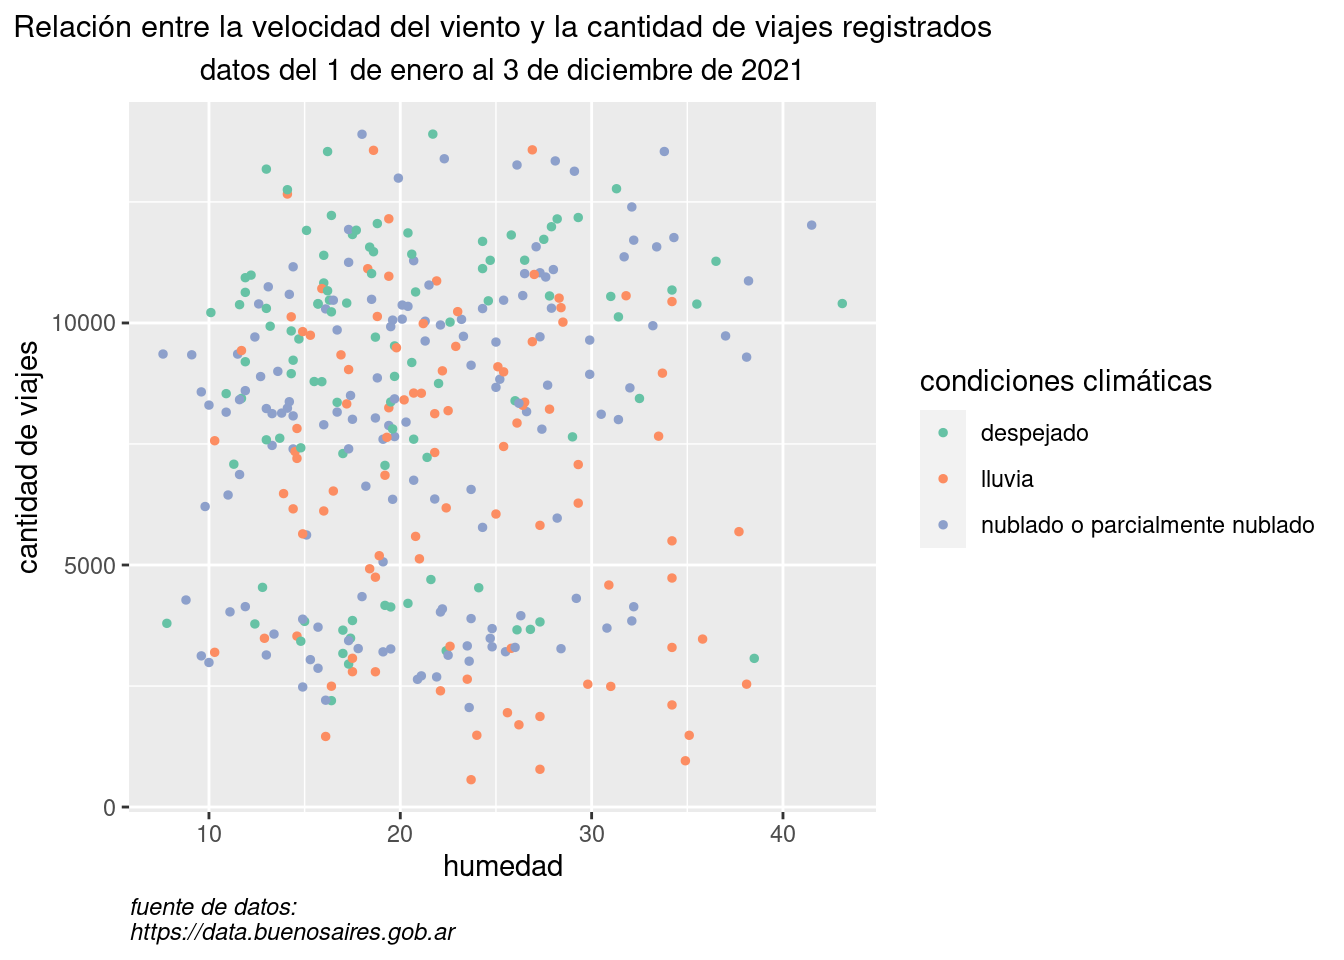 Relación entre la velocidad del viento y la cantidad de viajes registrados
datos del 1 de enero al 3 de diciembre de 2021
cantidad de viajes
10000
5000
0
10 20 30 40
humedad
condiciones climáticas
despejado
lluvia
nublado o parcialmente nublado
fuente de datos:
https://data.buenosaires.gob.ar